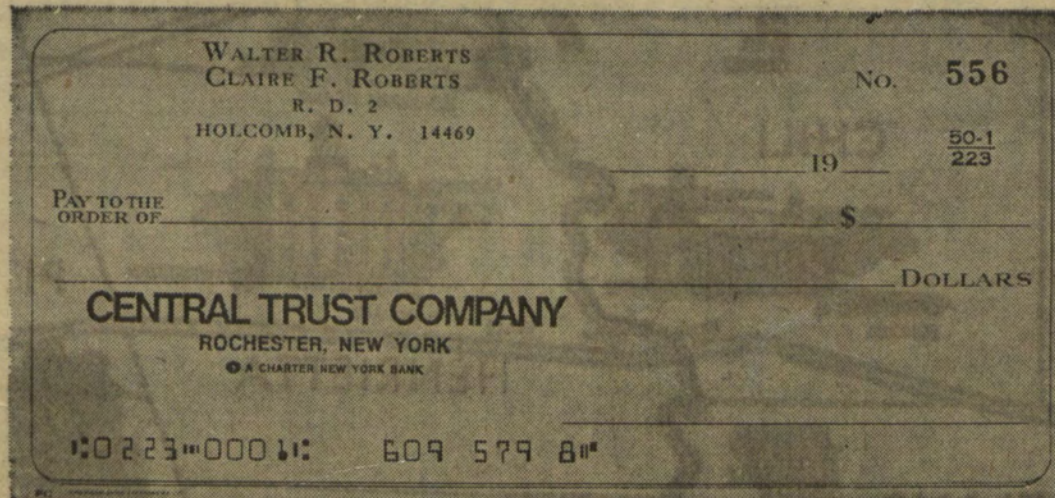 WALTER R. ROBERTS
CLAIRE F. ROBERTS
R. D. 2
HOLCOMB, N. Y. 14469
No. 556
50-1
223
19
PAY TO THE
ORDER OF
$
DOLLARS
CENTRAL TRUST COMPANY
ROCHESTER, NEW YORK
A CHARTER NEW YORK BANK
⑆0223⑉0001⑆ 609 579 8⑈